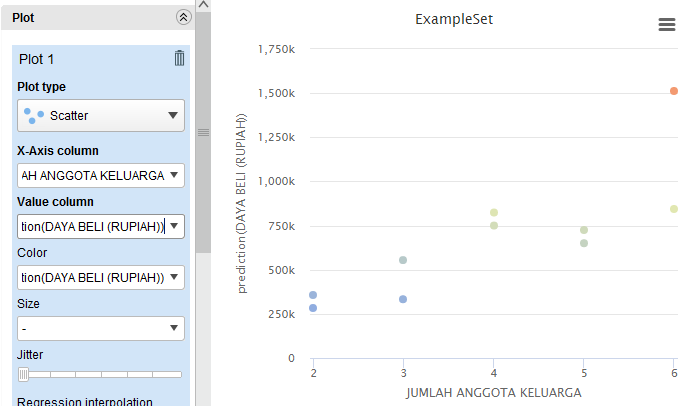 Plot
Plot 1
Plot type
Scatter
X-Axis column
AH ANGGOTA KELUARGA
Value column
tion(DAYA BELI (RUPIAH))
Color
tion(DAYA BELI (RUPIAH))
Size
-
Jitter
Regression interpolation
ExampleSet
prediction(DAYA BELI (RUPIAH))
1,750k
1,500k
1,250k
1,000k
750k
500k
250k
0
2 3 4 5 6
JUMLAH ANGGOTA KELUARGA